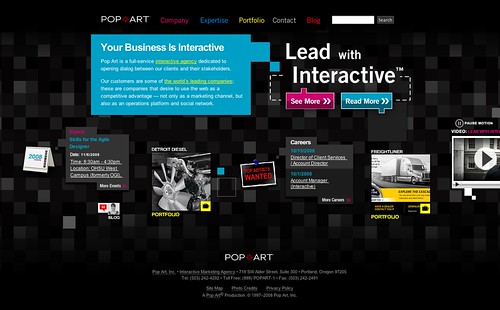 POP ART
Company
Expertise
Portfolio
Contact
Blog
Search
Your Business Is Interactive
Pop Art is a full-service interactive agency dedicated to
opening dialog between our clients and their stakeholders.
Our customers are some of the world's leading companies;
these are companies that desire to use the web as a
competitive advantage — not only as a marketing channel, but
also as an operations platform and social network.
Lead with
Interactive™
See More
Read More
PAUSE MOTION
VIDEO: LEAD WITH INTE
Events
Skills for the Agile
Designer
Date: 11/6/2008
Time: 8:30am - 4:30pm
Location: OHSU West
Campus (formerly OGI
More Events
2008
BLOG
DETROIT DIESEL
PORTFOLIO
POP ARTISTS
WANTED
Careers
10/15/2008
Director of Client Services
/ Account Director
10/1/2008
Account Manager
(Interactive)
More Careers
FREIGHTLINER
PORTFOLIO
POP ART
Pop Art, Inc. • Interactive Marketing Agency • 719 SW Alder Street, Suite 300 • Portland, Oregon 97205
Tel: (503) 242-4292 • Toll Free: (888) POPART-1 • Fax: (503) 242-2491
Site Map
Photo Credits
Privacy Policy
A Pop Art® Production. © 1997–2008 Pop Art, Inc.